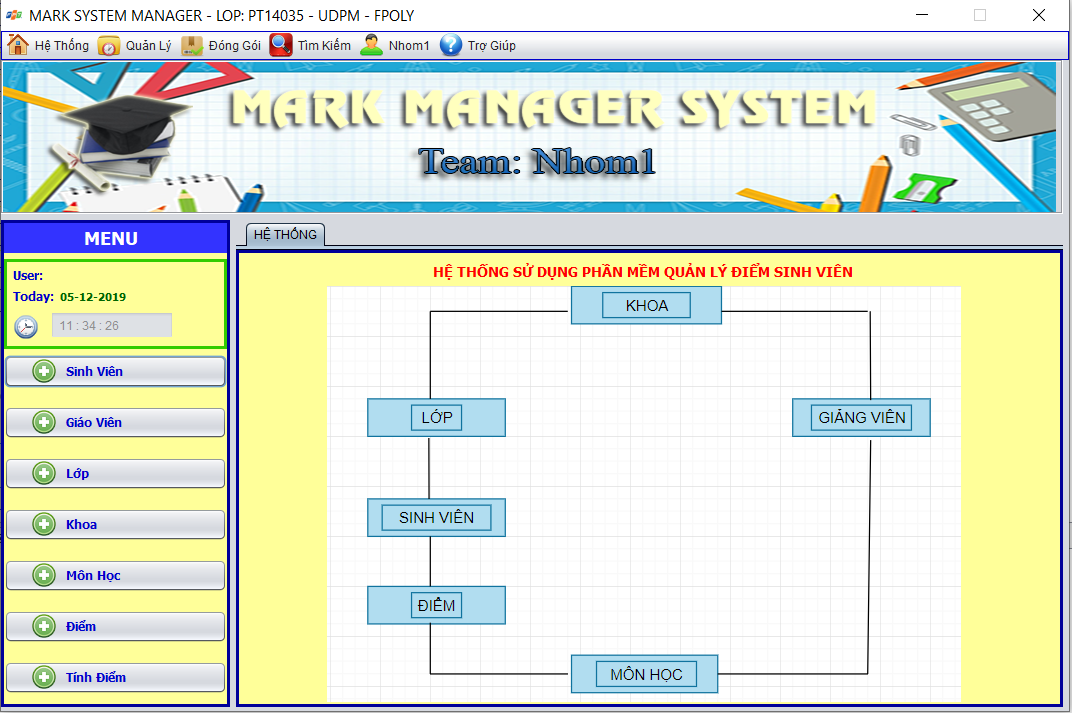 MARK SYSTEM MANAGER - LOP: PT14035 - UDPM - FPOLY
Hệ Thống Quản Lý Đóng Gói Tìm Kiếm Nhom1 Trợ Giúp
MARK MANAGER SYSTEM
Team: Nhom1
MENU
User:
Today: 05-12-2019
11 : 34 : 26
Sinh Viên
Giáo Viên
Lớp
Khoa
Môn Học
Điểm
Tính Điểm
HỆ THỐNG
HỆ THỐNG SỬ DỤNG PHẦN MỀM QUẢN LÝ ĐIỂM SINH VIÊN
KHOA
LỚP GIẢNG VIÊN
SINH VIÊN
ĐIỂM
MÔN HỌC